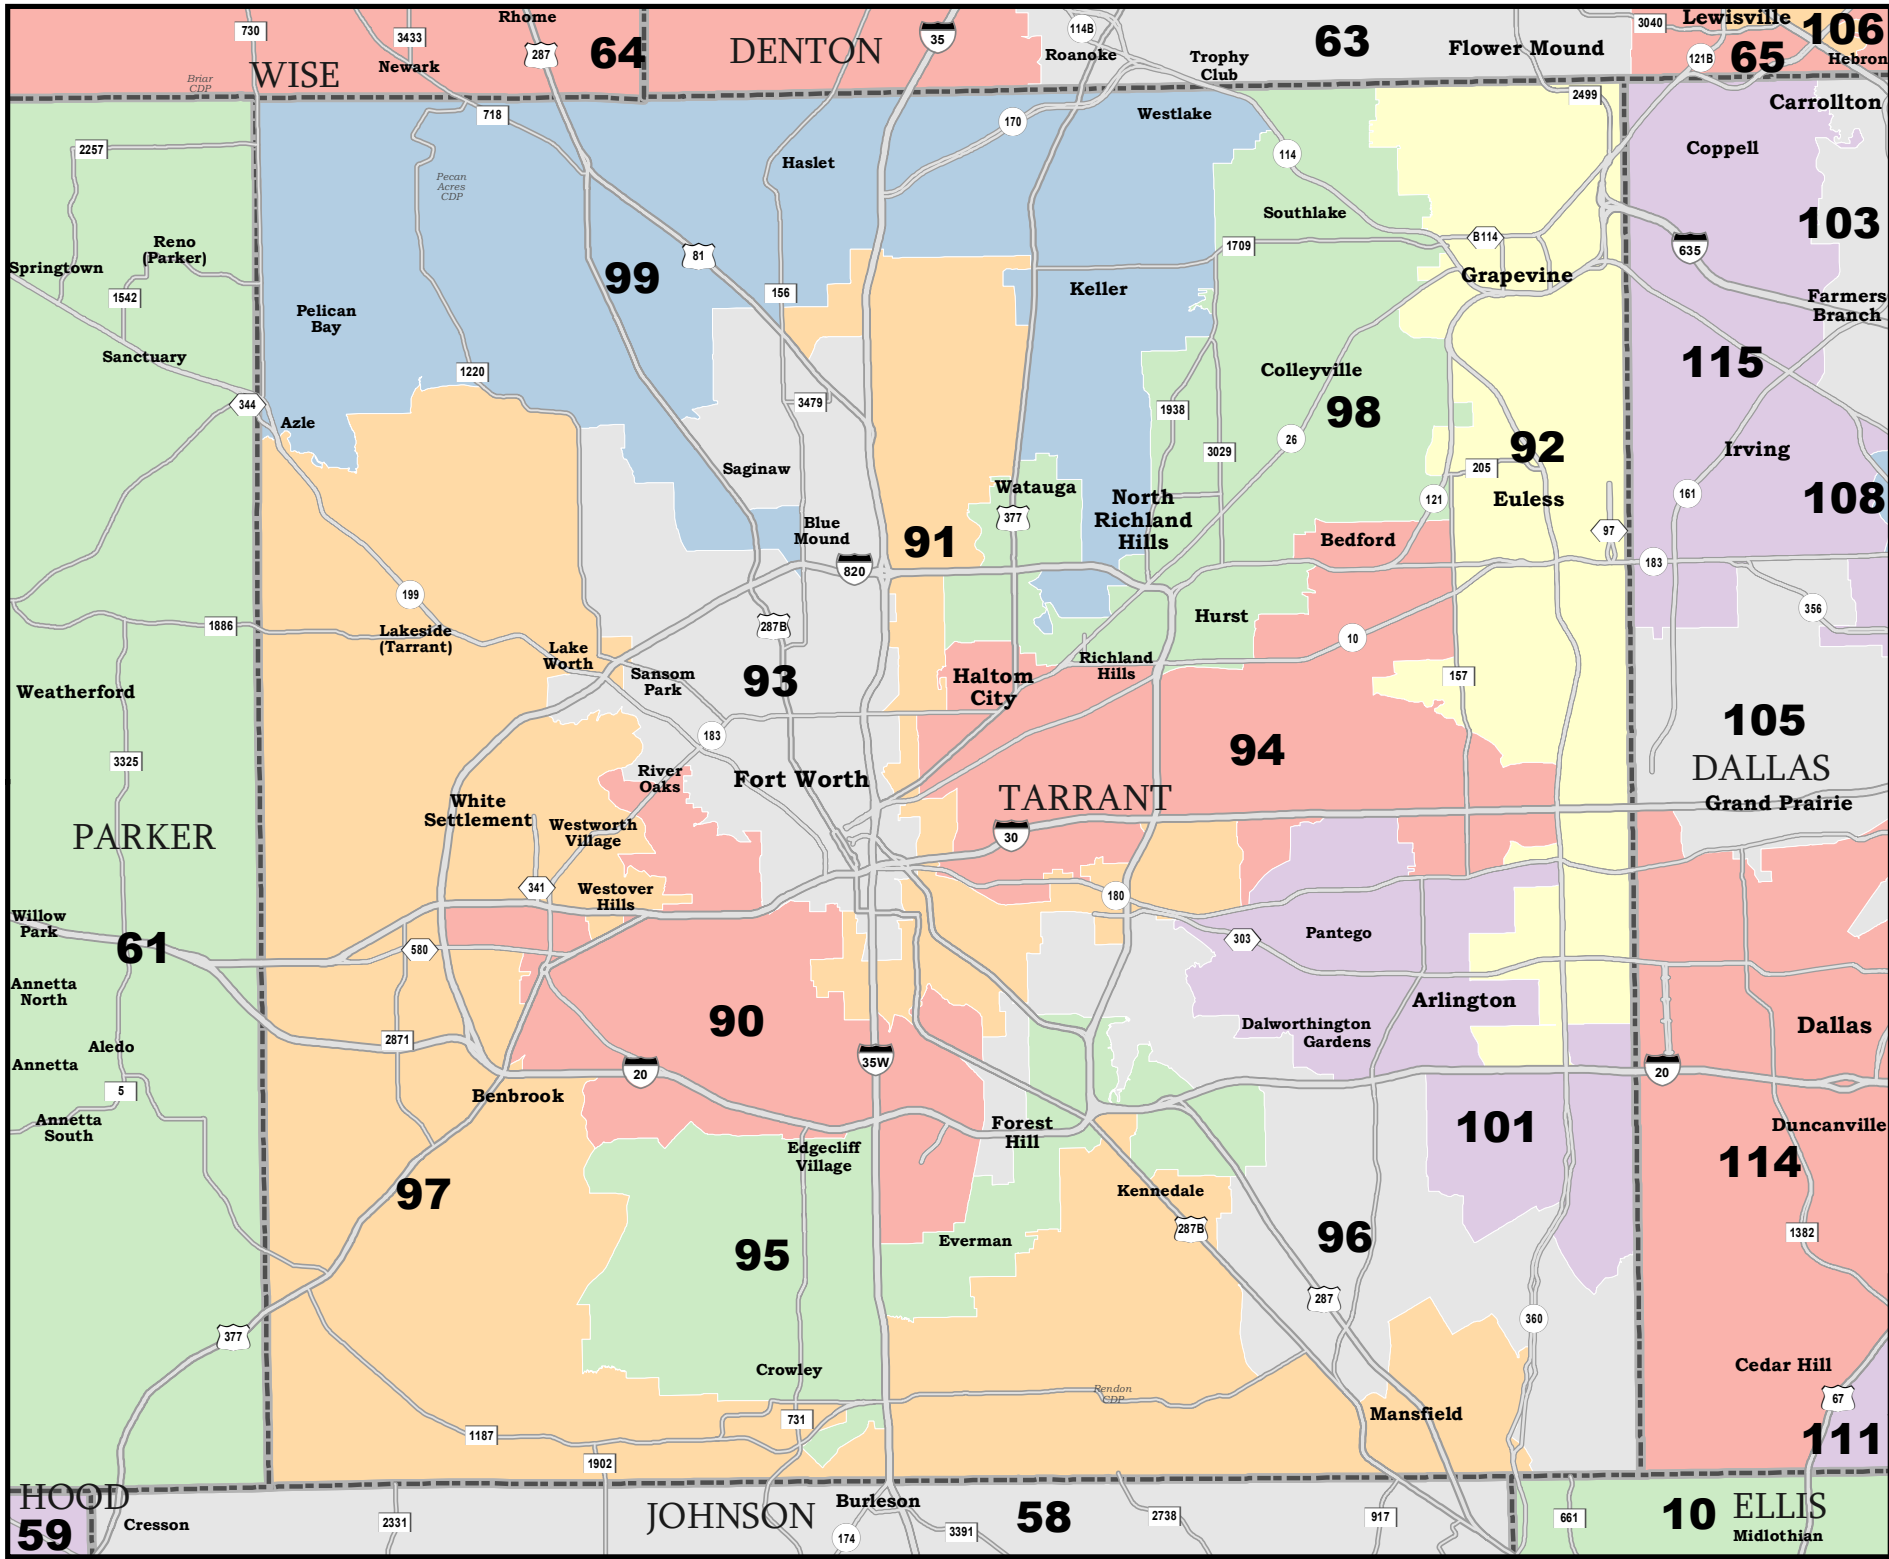 Rhome
730
3433
287
64
DENTON
35
114B
Roanoke
Trophy
Club
63
Flower Mound
3040
Lewisville
106
121B
65
Hebron
Briar
CDP
WISE
Newark
718
170
Westlake
2499
Carrollton
2257
Haslet
114
Coppell
Pecan
Acres
CDP
Southlake
103
Reno
(Parker)
1709
B114
635
Springtown
81
99
Grapevine
1542
156
Keller
Farmers
Branch
Pelican
Bay
Sanctuary
115
1220
Colleyville
344
3479
1938
98
Azle
26
3029
92
Irving
Saginaw
205
Watauga
121
Euless
161
108
377
North
Richland
Hills
Blue
Mound
91
Bedford
97
820
183
199
287B
Hurst
356
1886
Lakeside
(Tarrant)
10
Lake
Worth
Richland
Hills
Sansom
Park
93
Haltom
City
157
Weatherford
105
183
94
3325
River
Oaks
Fort Worth
DALLAS
TARRANT
Grand Prairie
White
Settlement
Westworth
Village
30
PARKER
341
Westover
Hills
180
Willow
Park
61
580
303
Pantego
Annetta
North
Arlington
90
Dalworthington
Gardens
Dallas
2871
Aledo
Annetta
35W
20
20
5
Benbrook
Annetta
South
Forest
Hill
101
Duncanville
Edgecliff
Village
114
97
Kennedale
287B
1382
95
Everman
96
287
360
377
Crowley
Cedar Hill
Rendon
CDP
67
731
Mansfield
1187
111
1902
HOOD
59
Cresson
2331
JOHNSON
Burleson
174
3391
58
2738
917
661
10
ELLIS
Midlothian